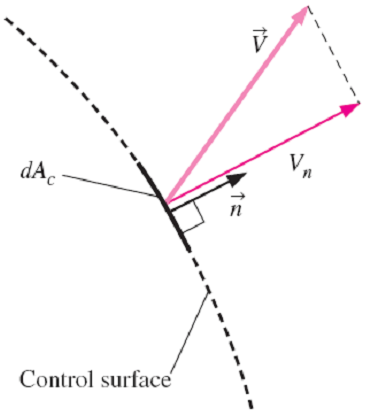 V⃗
dA_c
V_n
n⃗
Control surface